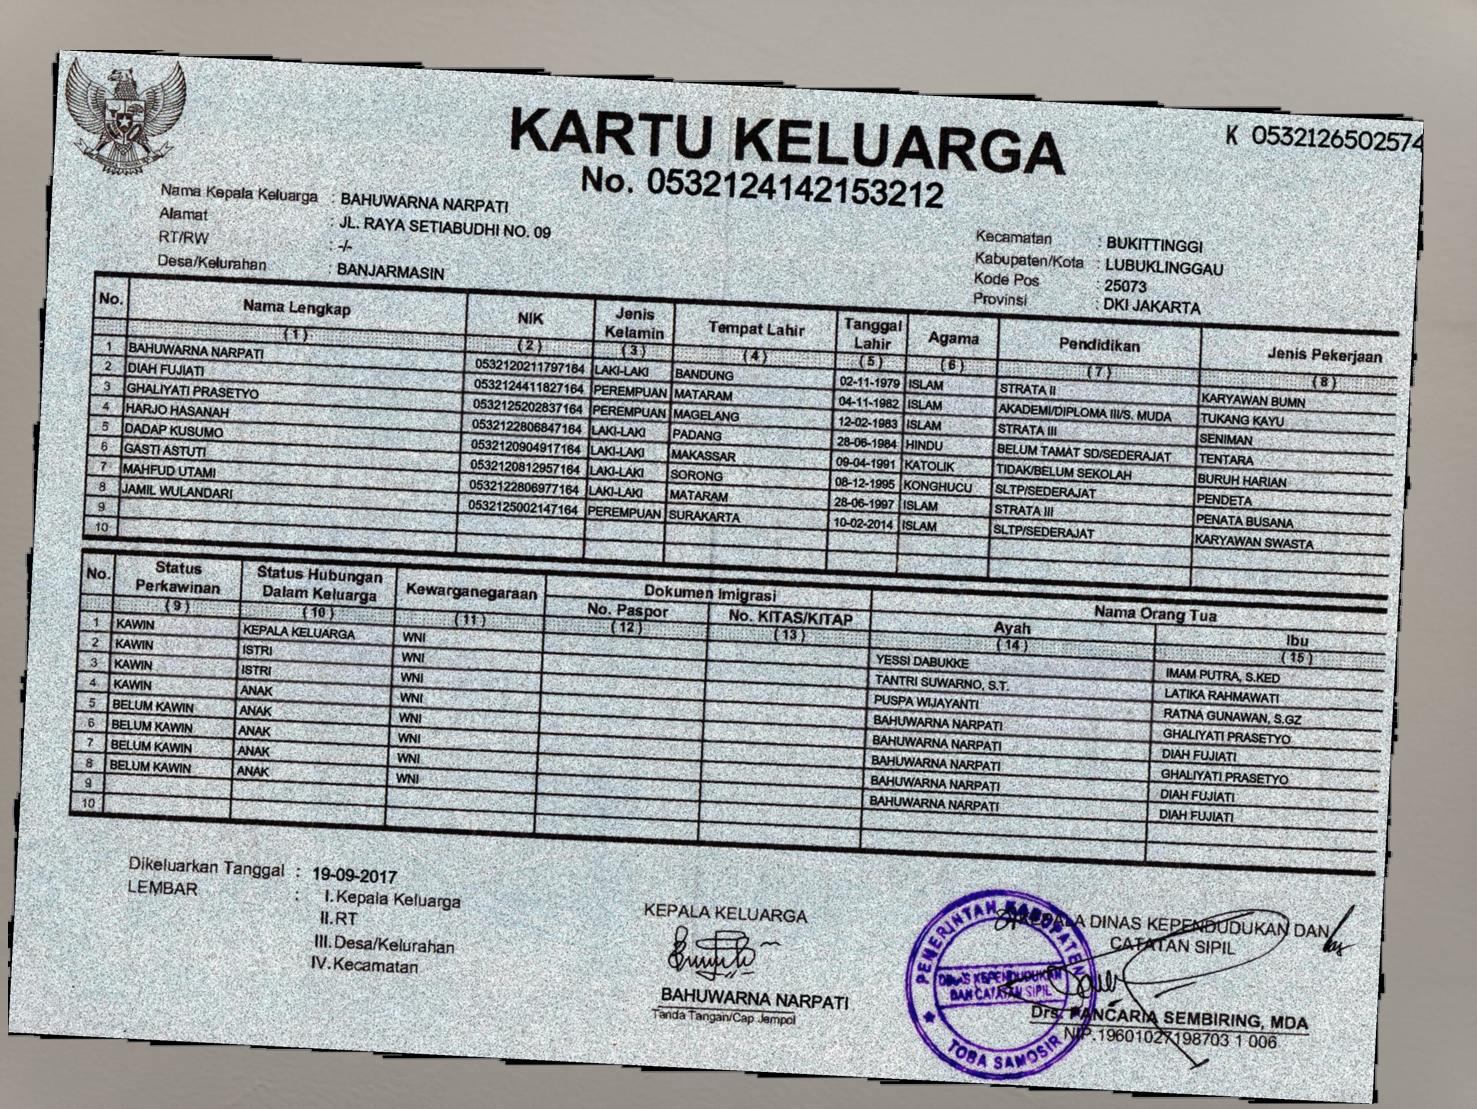 KARTU KELUARGA
K 0532126502574
No. 0532124142153212
Nama Kepala Keluarga : BAHUWARNA NARPATI
Alamat : JL. RAYA SETIABUDHI NO. 09
RT/RW : -/-
Desa/Kelurahan : BANJARMASIN
Kecamatan : BUKITTINGGI
Kabupaten/Kota : LUBUKLINGGAU
Kode Pos : 25073
Provinsi : DKI JAKARTA
No. Nama Lengkap NIK Jenis Kelamin Tempat Lahir Tanggal Lahir Agama Pendidikan Jenis Pekerjaan
(1) (2) (3) (4) (5) (6) (7) (8)
1 BAHUWARNA NARPATI 0532120211797164 LAKI-LAKI BANDUNG 02-11-1979 ISLAM STRATA II KARYAWAN BUMN
2 DIAH FUJIATI 0532124411827164 PEREMPUAN MATARAM 04-11-1982 ISLAM AKADEMI/DIPLOMA III/S. MUDA TUKANG KAYU
3 GHALIYATI PRASETYO 0532125202837164 PEREMPUAN MAGELANG 12-02-1983 ISLAM STRATA III SENIMAN
4 HARJO HASANAH 0532122806847164 LAKI-LAKI PADANG 28-06-1984 HINDU BELUM TAMAT SD/SEDERAJAT TENTARA
5 DADAP KUSUMO 0532120904917164 LAKI-LAKI MAKASSAR 09-04-1991 KATOLIK TIDAK/BELUM SEKOLAH BURUH HARIAN
6 GASTI ASTUTI 0532120812957164 LAKI-LAKI SORONG 08-12-1995 KONGHUCU SLTP/SEDERAJAT PENDETA
7 MAHFUD UTAMI 0532122806977164 LAKI-LAKI MATARAM 28-06-1997 ISLAM STRATA III PENATA BUSANA
8 JAMIL WULANDARI 0532125002147164 PEREMPUAN SURAKARTA 10-02-2014 ISLAM SLTP/SEDERAJAT KARYAWAN SWASTA
9
10
No. Status Perkawinan Status Hubungan Dalam Keluarga Kewarganegaraan Dokumen Imigrasi Nama Orang Tua
No. Paspor No. KITAS/KITAP Ayah Ibu
(9) (10) (11) (12) (13) (14) (15)
1 KAWIN KEPALA KELUARGA WNI YESSI DABUKKE IMAM PUTRA, S.KED
2 KAWIN ISTRI WNI TANTRI SUWARNO, S.T. LATIKA RAHMAWATI
3 KAWIN ISTRI WNI PUSPA WIJAYANTI RATNA GUNAWAN, S.GZ
4 KAWIN ANAK WNI BAHUWARNA NARPATI GHALIYATI PRASETYO
5 BELUM KAWIN ANAK WNI BAHUWARNA NARPATI DIAH FUJIATI
6 BELUM KAWIN ANAK WNI BAHUWARNA NARPATI GHALIYATI PRASETYO
7 BELUM KAWIN ANAK WNI BAHUWARNA NARPATI DIAH FUJIATI
8 BELUM KAWIN ANAK WNI BAHUWARNA NARPATI DIAH FUJIATI
9
10
Dikeluarkan Tanggal : 19-09-2017
LEMBAR : I. Kepala Keluarga
II. RT
III. Desa/Kelurahan
IV. Kecamatan
KEPALA KELUARGA
BAHUWARNA NARPATI
Tanda Tangan/Cap Jempol
KEPALA DINAS KEPENDUDUKAN DAN
CATATAN SIPIL
PEMERINTAH KABUPATEN
DINAS KEPENDUDUKAN
DAN CATATAN SIPIL
TOBA SAMOSIR
Drs. PANCARIA SEMBIRING, MDA
NIP.19601027198703 1 006